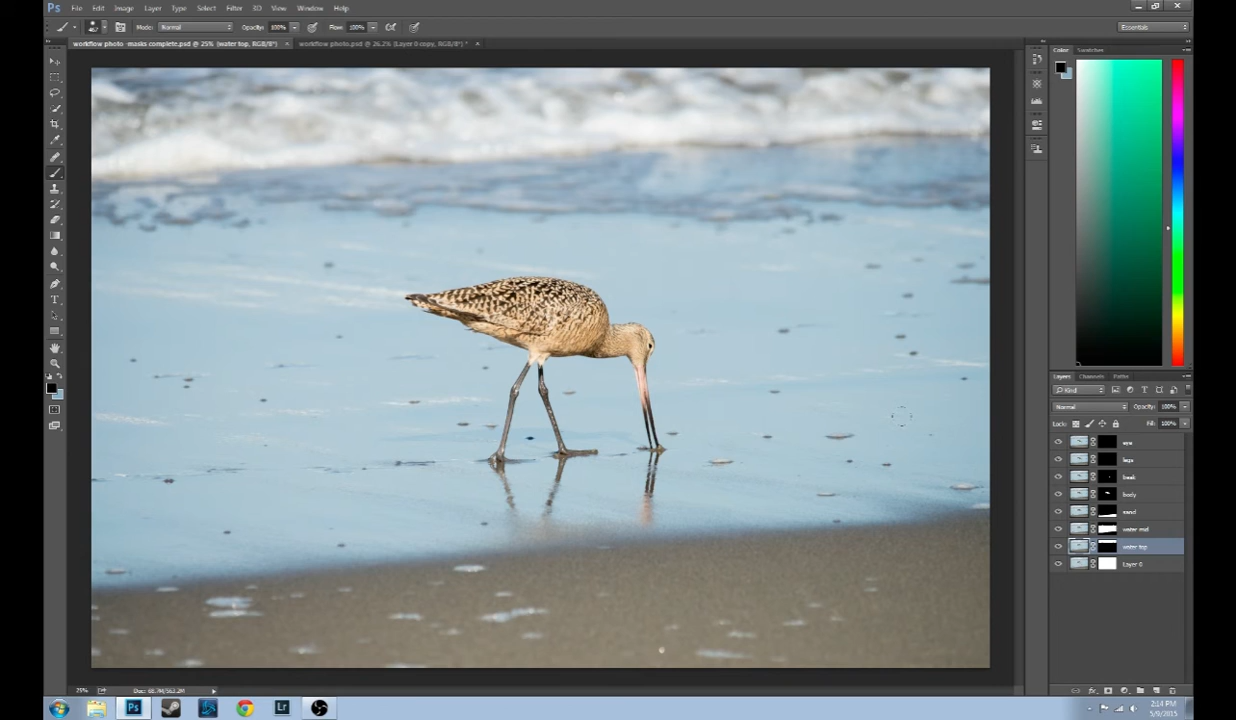 Ps File Edit Image Layer Type Select Filter 3D View Window Help
Mode: Normal Opacity: 100% Flow: 100% Essentials
workflow photo -masks complete.psd @ 25% (water top, RGB/8*) × workflow photo.psd @ 26.2% (Layer 0 copy, RGB/8) * ×
Color Swatches
Layers Channels Paths
Kind
Normal Opacity: 100%
Lock: Fill: 100%
eye
legs
beak
body
sand
water mid
water top
Layer 0
25% Doc: 68.7M/563.2M
Ps Lr
2:14 PM
5/9/2015